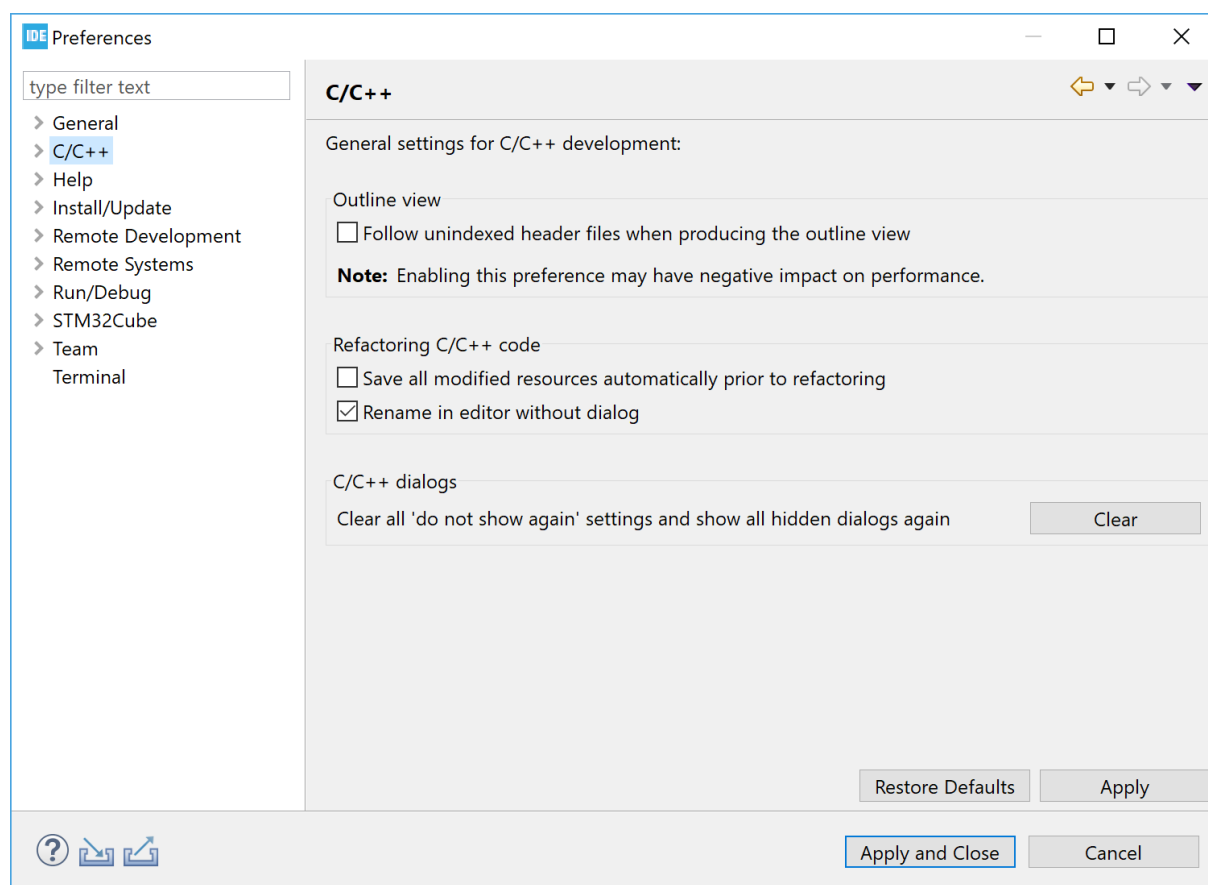 IDE Preferences
type filter text
General
C/C++
Help
Install/Update
Remote Development
Remote Systems
Run/Debug
STM32Cube
Team
Terminal
C/C++
General settings for C/C++ development:
Outline view
Follow unindexed header files when producing the outline view
Note: Enabling this preference may have negative impact on performance.
Refactoring C/C++ code
Save all modified resources automatically prior to refactoring
Rename in editor without dialog
C/C++ dialogs
Clear all 'do not show again' settings and show all hidden dialogs again
Clear
Restore Defaults
Apply
?
Apply and Close
Cancel